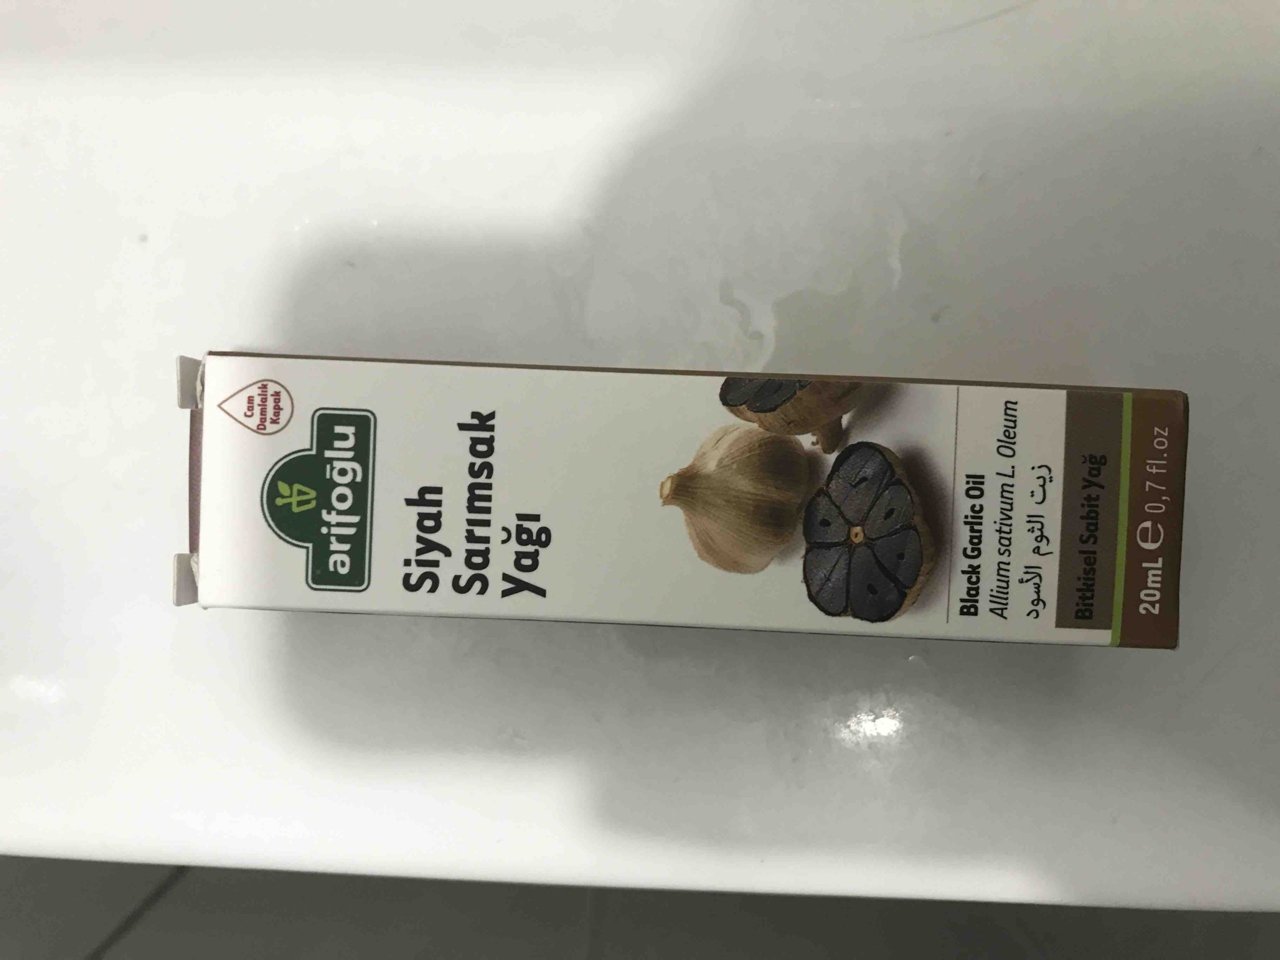 Cam
Damlalık
Kapak
arifoğlu
Siyah
Sarımsak
Yağı
Black Garlic Oil
Allium sativum L. Oleum
زيت الثوم الأسود
Bitkisel Sabit Yağ
20mL ℮ 0,7 fl.oz